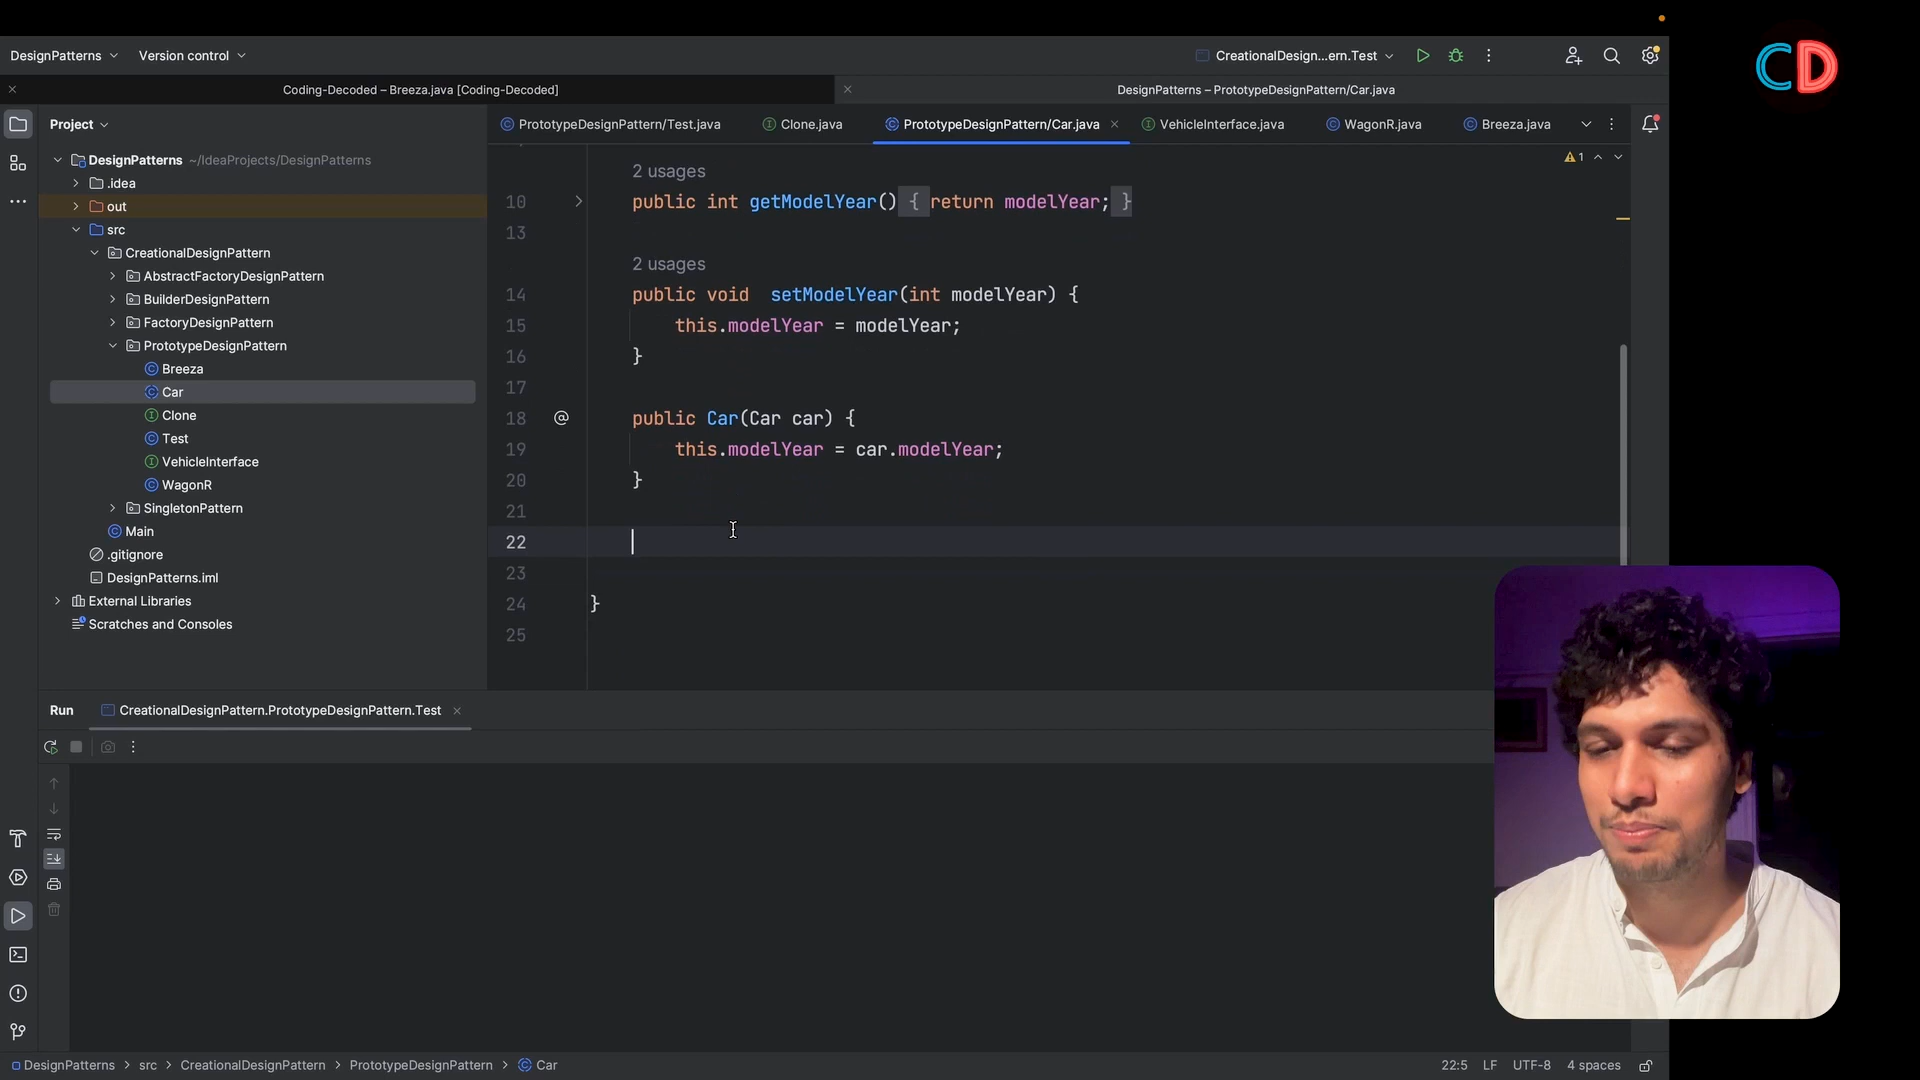 CD
DesignPatterns
Version control
CreationalDesign...ern.Test
Coding-Decoded – Breeza.java [Coding-Decoded]
DesignPatterns – PrototypeDesignPattern/Car.java
Project
PrototypeDesignPattern/Test.java
Clone.java
PrototypeDesignPattern/Car.java
VehicleInterface.java
WagonR.java
Breeza.java
DesignPatterns ~/IdeaProjects/DesignPatterns
.idea
out
src
CreationalDesignPattern
AbstractFactoryDesignPattern
BuilderDesignPattern
FactoryDesignPattern
PrototypeDesignPattern
Breeza
Car
Clone
Test
VehicleInterface
WagonR
SingletonPattern
Main
.gitignore
DesignPatterns.iml
External Libraries
Scratches and Consoles
1
2 usages
10 public int getModelYear() { return modelYear; }
13
2 usages
14 public void setModelYear(int modelYear) {
15 this.modelYear = modelYear;
16 }
17
18 @ public Car(Car car) {
19 this.modelYear = car.modelYear;
20 }
21
22
23
24 }
25
Run CreationalDesignPattern.PrototypeDesignPattern.Test
DesignPatterns > src > CreationalDesignPattern > PrototypeDesignPattern > Car
22:5 LF UTF-8 4 spaces